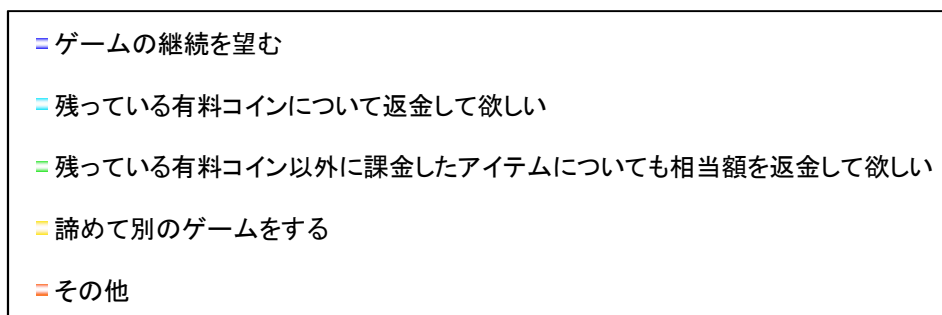 ゲームの継続を望む
残っている有料コインについて返金して欲しい
残っている有料コイン以外に課金したアイテムについても相当額を返金して欲しい
諦めて別のゲームをする
その他